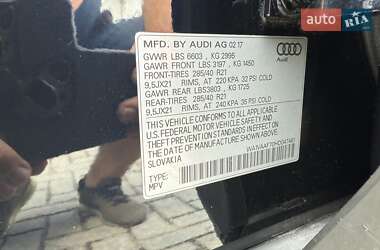 auto RIA.com
MFD. BY AUDI AG 02 17
GVWR LBS 6603 , KG 2995
GAWR FRONT LBS 3197 , KG 1450
FRONT-TIRES 285/40 R21
9,5JX21 RIMS, AT 220 KPA 32 PSI COLD
GAWR REAR LBS3803 , KG 1725
REAR-TIRES 285/40 R21
9,5JX21 RIMS, AT 240 KPA 35 PSI COLD
THIS VEHICLE CONFORMS TO ALL APPLICABLE
U.S. FEDERAL MOTOR VEHICLE SAFETY AND
THEFT PREVENTION STANDARDS IN EFFECT ON
THE DATE OF MANUFACTURE SHOWN ABOVE.
SLOVAKIA
TYPE:
MPV
Audi